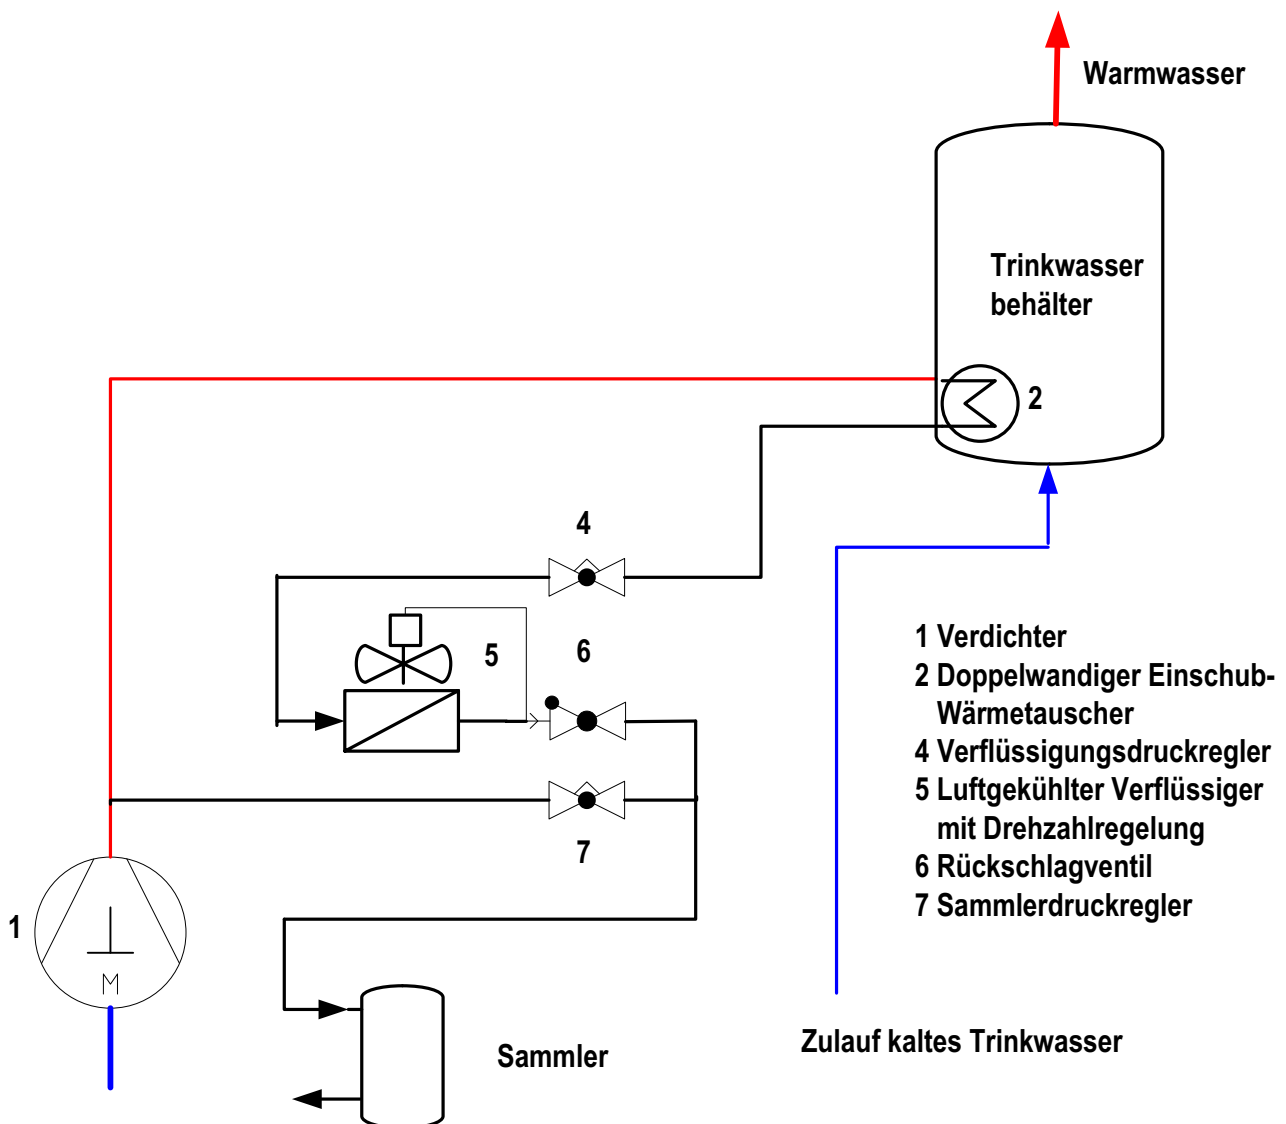 Warmwasser
Trinkwasser
behälter
2
4
5
6
7
1
M
1 Verdichter
2 Doppelwandiger Einschub-
Wärmetauscher
4 Verflüssigungsdruckregler
5 Luftgekühlter Verflüssiger
mit Drehzahlregelung
6 Rückschlagventil
7 Sammlerdruckregler
Sammler
Zulauf kaltes Trinkwasser